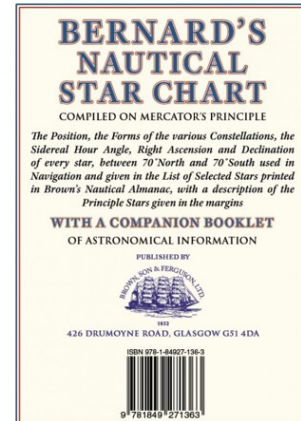 BERNARD'S
NAUTICAL
STAR CHART
COMPILED ON MERCATOR'S PRINCIPLE
The Position, the Forms of the various Constellations, the
Sidereal Hour Angle, Right Ascension and Declination
of every star, between 70°North and 70°South used in
Navigation and given in the List of Selected Stars printed
in Brown's Nautical Almanac, with a description of the
Principle Stars given in the margins
WITH A COMPANION BOOKLET
OF ASTRONOMICAL INFORMATION
PUBLISHED BY
BROWN, SON & FERGUSON, LTD.
1832
426 DRUMOYNE ROAD, GLASGOW G51 4DA
ISBN 978-1-84927-136-3
9 781849 271363